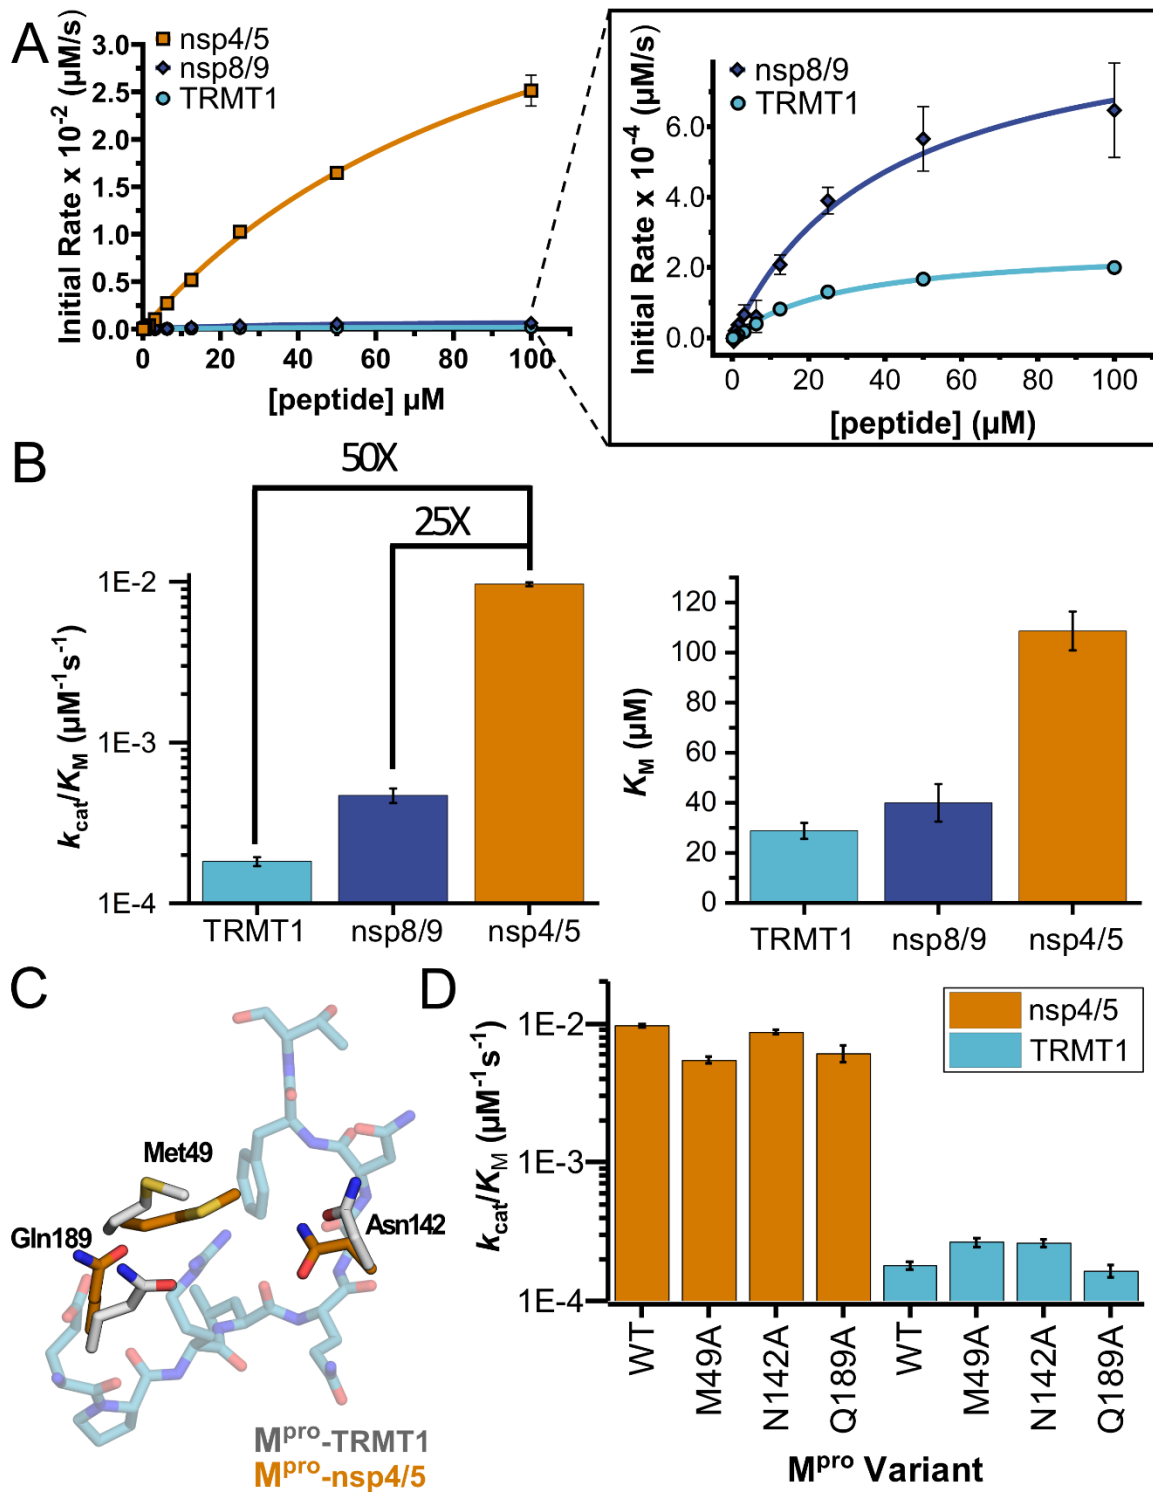 A
nsp4/5
nsp8/9
TRMT1
Initial Rate x 10⁻² (µM/s)
3.0
2.5
2.0
1.5
1.0
0.5
0.0
0 20 40 60 80 100
[peptide] µM
nsp8/9
TRMT1
Initial Rate x 10⁻⁴ (µM/s)
6.0
4.0
2.0
0.0
0 20 40 60 80 100
[peptide] (µM)
B
50X
25X
kcat/KM (µM⁻¹s⁻¹)
1E-2
1E-3
1E-4
TRMT1 nsp8/9 nsp4/5
KM (µM)
120
100
80
60
40
20
0
TRMT1 nsp8/9 nsp4/5
C
Met49
Gln189
Asn142
Mᵖʳᵒ-TRMT1
Mᵖʳᵒ-nsp4/5
D
nsp4/5
TRMT1
kcat/KM (µM⁻¹s⁻¹)
1E-2
1E-3
1E-4
WT M49A N142A Q189A WT M49A N142A Q189A
Mᵖʳᵒ Variant